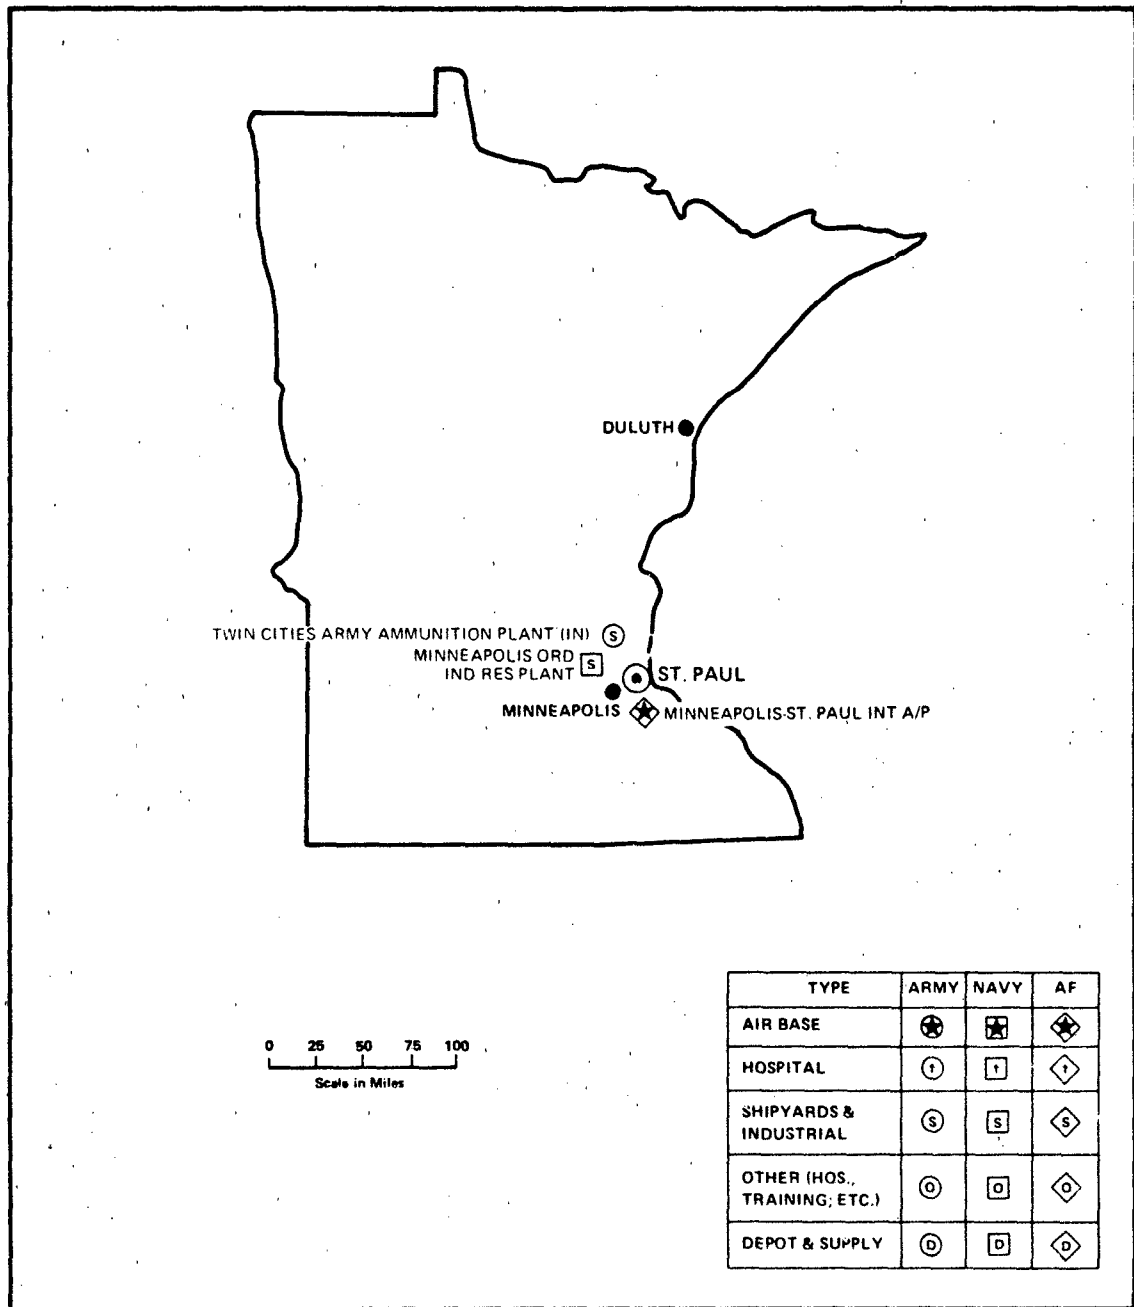 DULUTH
TWIN CITIES ARMY AMMUNITION PLANT (IN) S
MINNEAPOLIS ORD
IND RES PLANT S
ST. PAUL
MINNEAPOLIS
MINNEAPOLIS-ST. PAUL INT A/P
0 25 50 75 100
Scale in Miles
TYPE ARMY NAVY AF
AIR BASE
HOSPITAL
SHIPYARDS &
INDUSTRIAL S S S
OTHER (HOS.,
TRAINING, ETC.) O O O
DEPOT & SUPPLY D D D